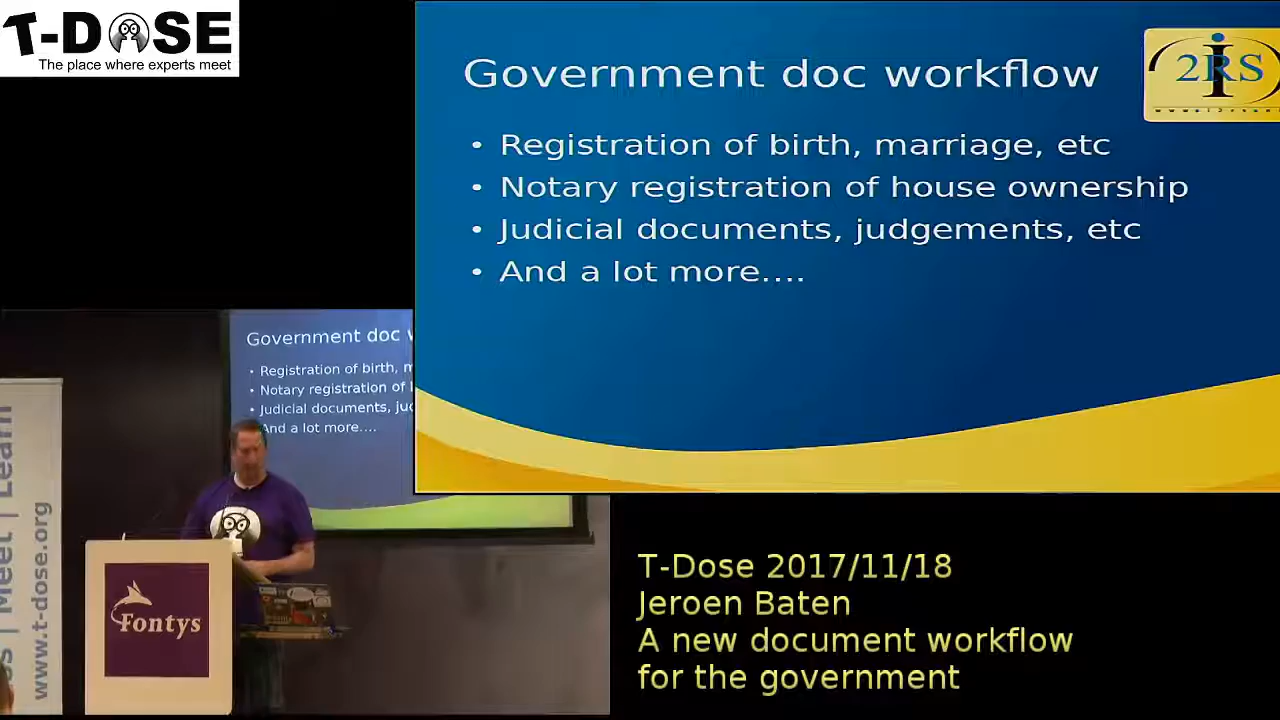 T-DOSE
The place where experts meet
Government doc workflow
• Registration of birth, marriage, etc
• Notary registration of house ownership
• Judicial documents, judgements, etc
• And a lot more....
2RS
Government doc
• Registration of birth, m
• Notary registration of
• Judicial documents, juc
And a lot more....
Meet | Learn
www.t-dose.org
Fontys
T-Dose 2017/11/18
Jeroen Baten
A new document workflow
for the government